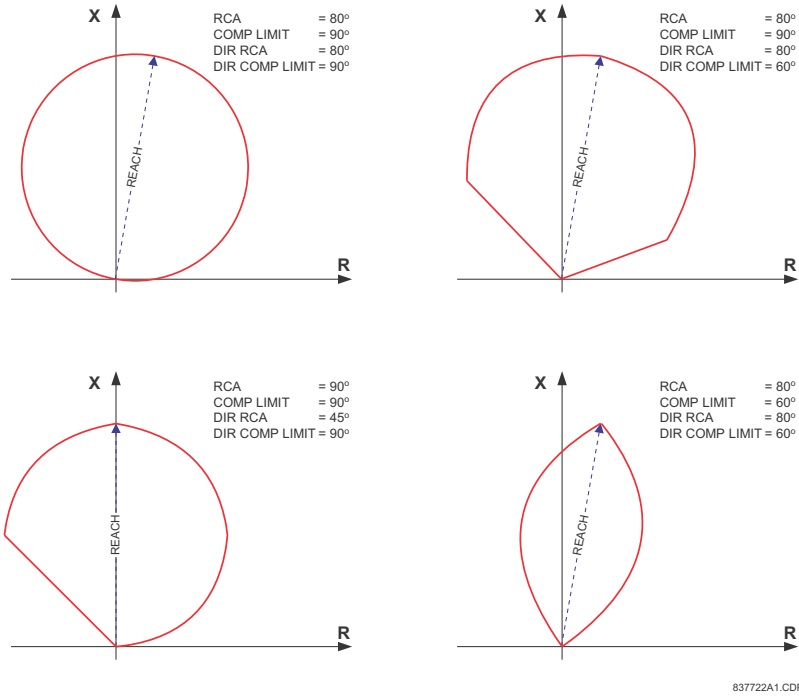 X
RCA = 80º
COMP LIMIT = 90º
DIR RCA = 80º
DIR COMP LIMIT = 90º
REACH
R
X
RCA = 80º
COMP LIMIT = 90º
DIR RCA = 80º
DIR COMP LIMIT = 60º
REACH
R
X
RCA = 90º
COMP LIMIT = 90º
DIR RCA = 45º
DIR COMP LIMIT = 90º
REACH
R
X
RCA = 80º
COMP LIMIT = 60º
DIR RCA = 80º
DIR COMP LIMIT = 60º
REACH
R
837722A1.CDR